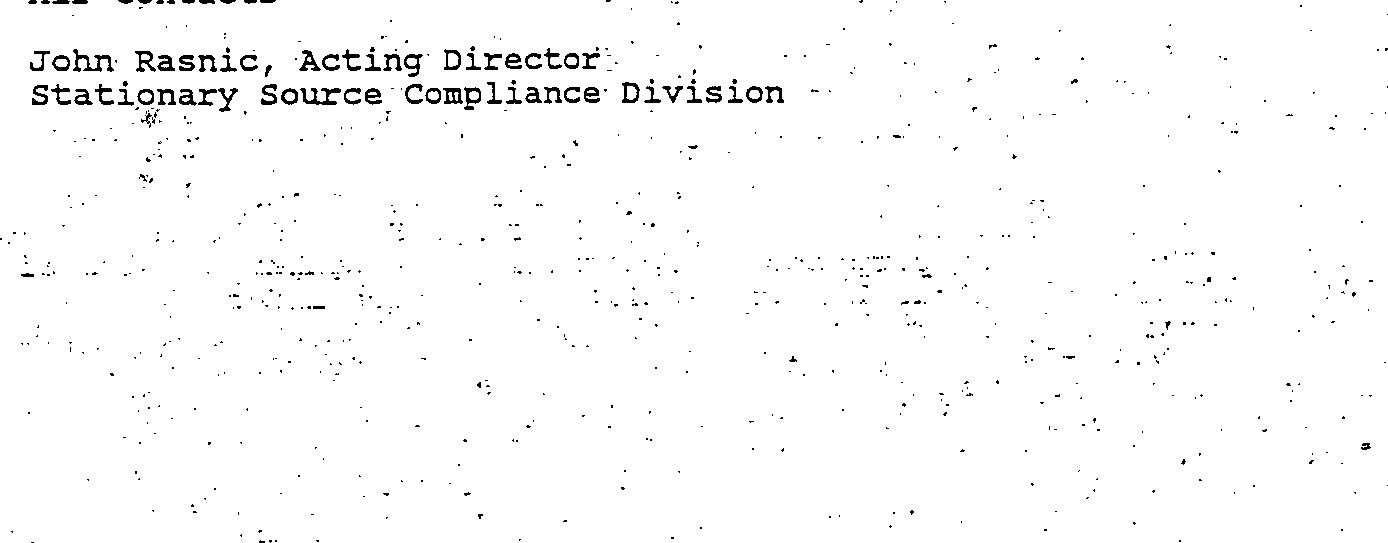 John Rasnic, Acting Director
Stationary Source Compliance Division